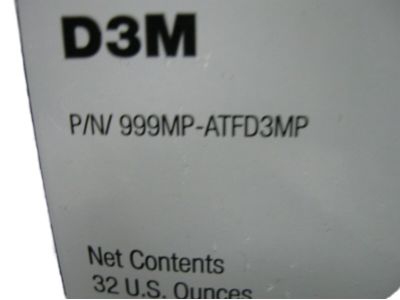 D3M
P/N/ 999MP-ATFD3MP
Net Contents
32 U.S. Ounces